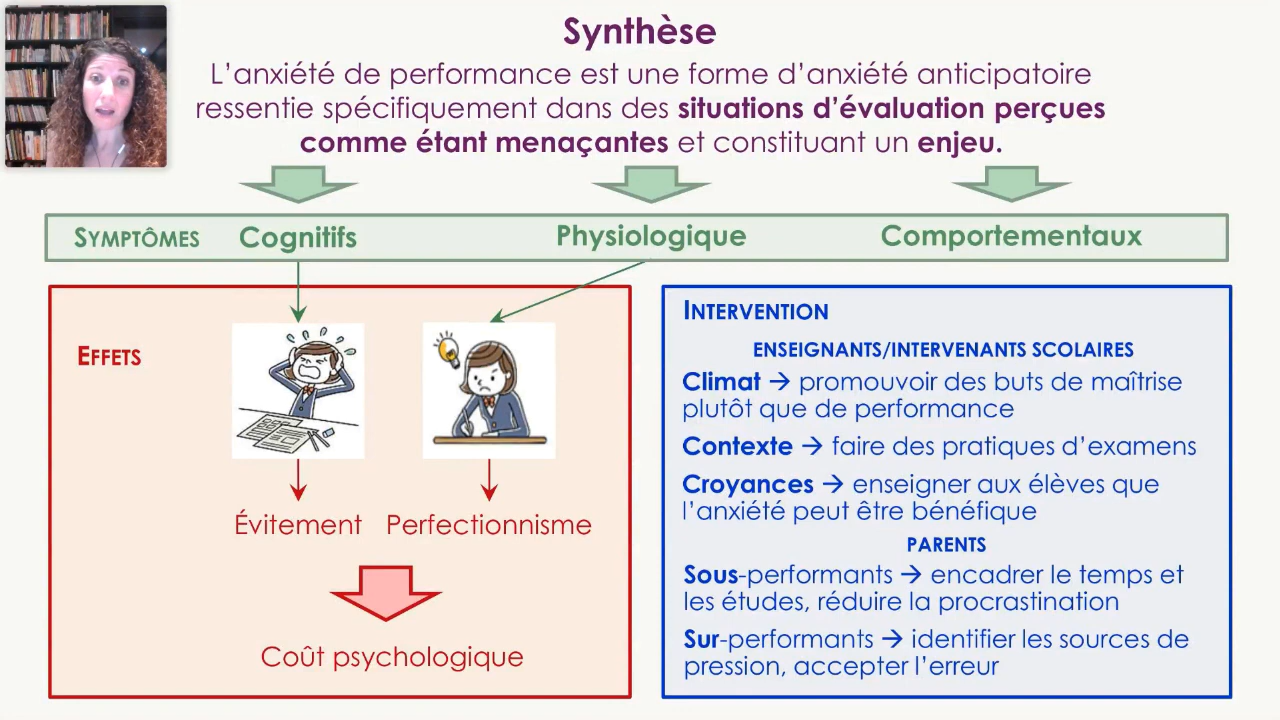 Synthèse
L’anxiété de performance est une forme d’anxiété anticipatoire
ressentie spécifiquement dans des situations d’évaluation perçues
comme étant menaçantes et constituant un enjeu.
SYMPTÔMES Cognitifs Physiologique Comportementaux
EFFETS
Évitement Perfectionnisme
Coût psychologique
INTERVENTION
ENSEIGNANTS/INTERVENANTS SCOLAIRES
Climat → promouvoir des buts de maîtrise
plutôt que de performance
Contexte → faire des pratiques d’examens
Croyances → enseigner aux élèves que
l’anxiété peut être bénéfique
PARENTS
Sous-performants → encadrer le temps et
les études, réduire la procrastination
Sur-performants → identifier les sources de
pression, accepter l’erreur